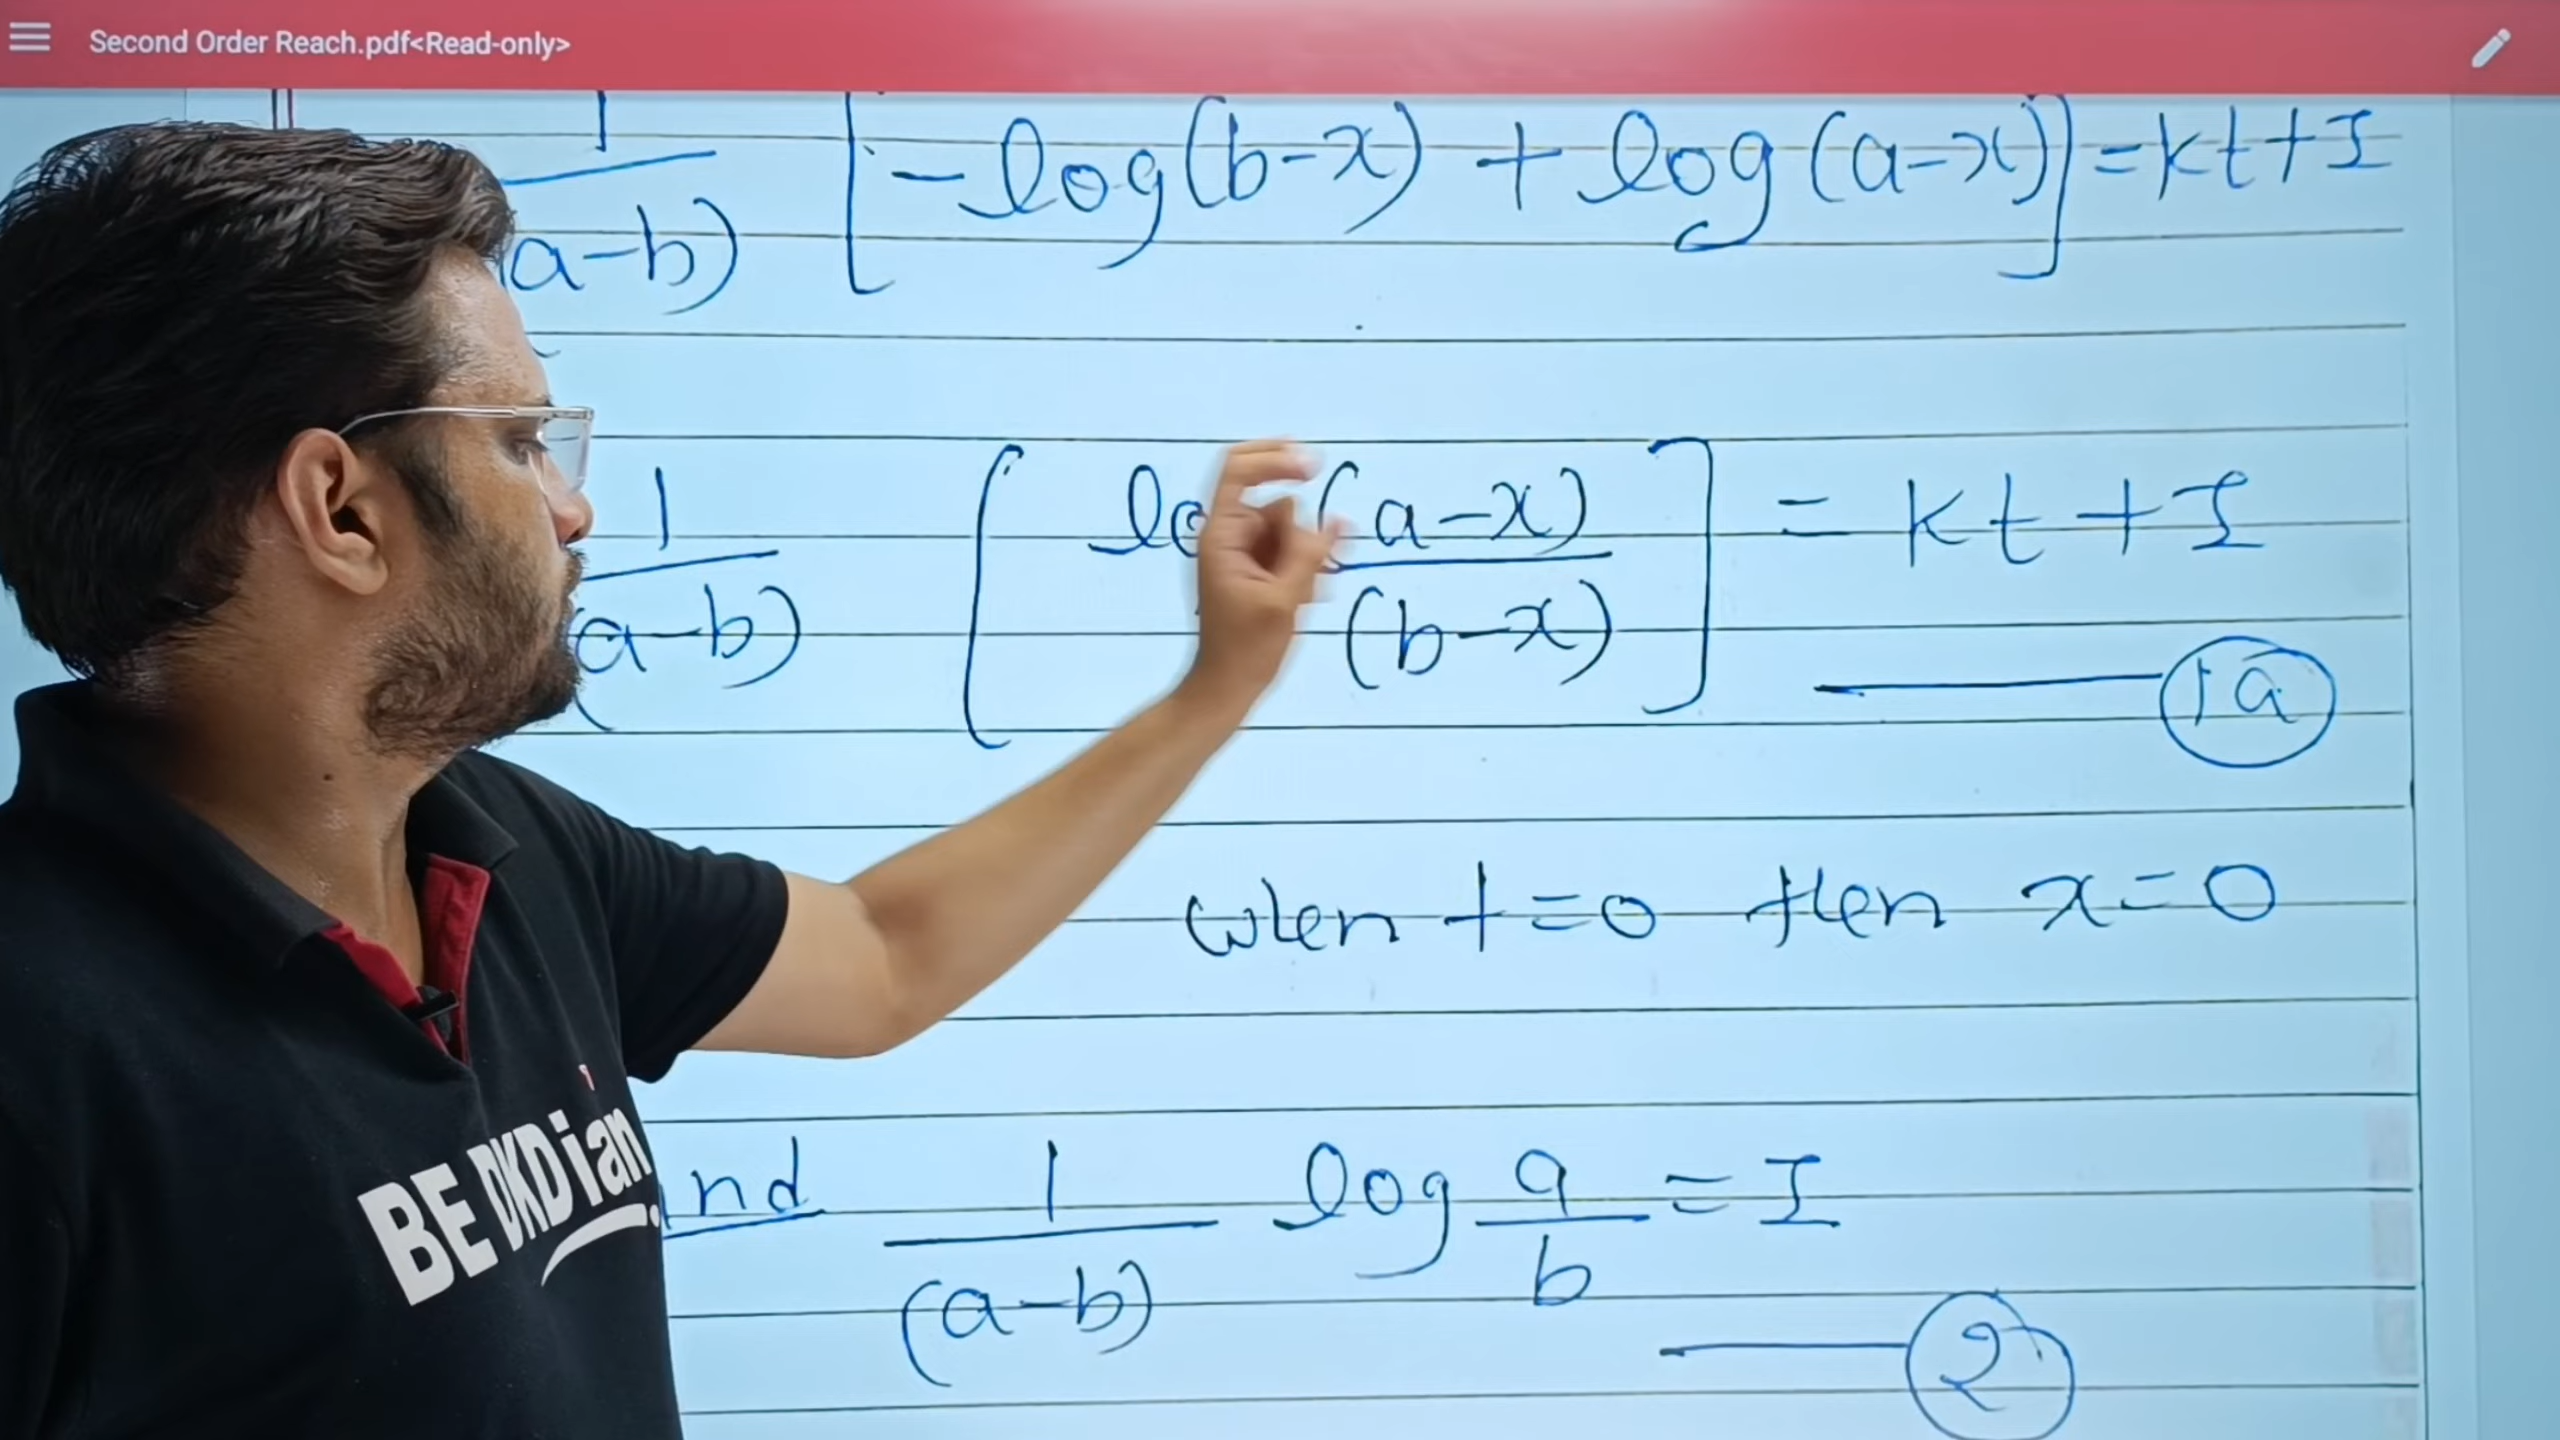 Second Order Reach.pdf<Read-only>
1
a-b)
[-log(b-x) + log(a-x)] = kt+I
1
(a-b)
[log (a-x)
(b-x)] = kt+I
1a
when t=0 then x=0
nd 1
(a-b) log a
b = I
2
BE DKDian.